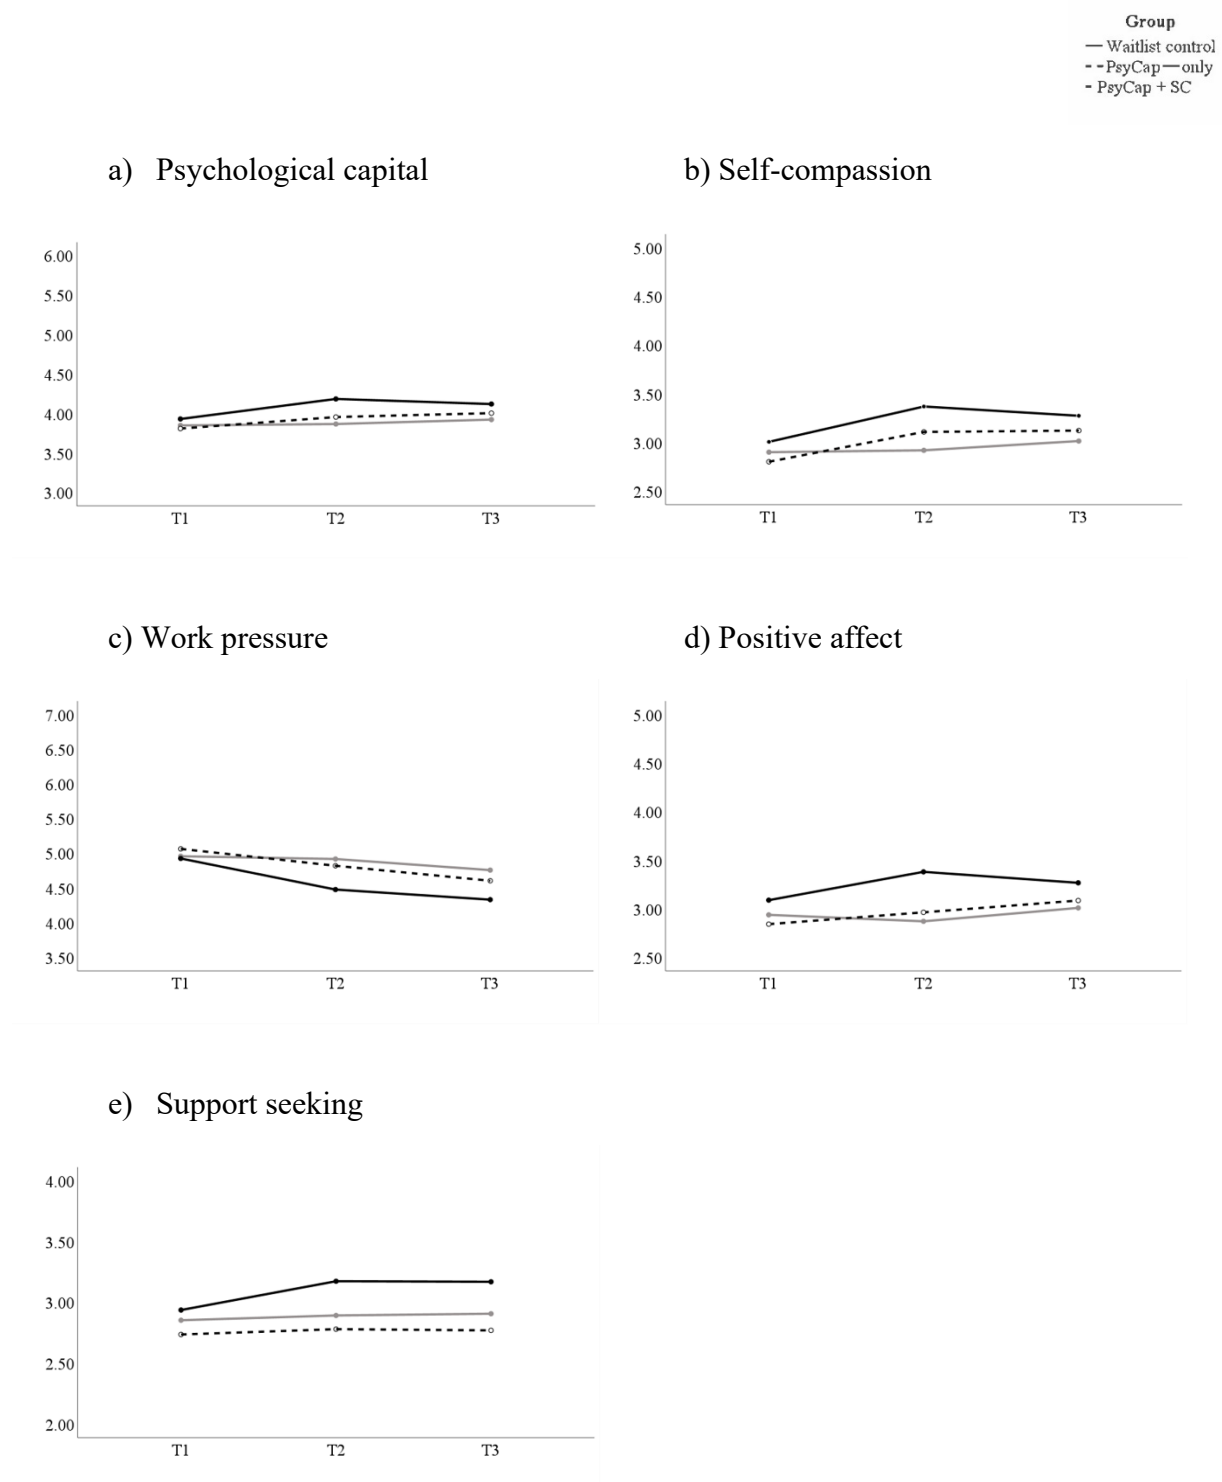 Group
— Waitlist control
- - PsyCap — only
- PsyCap + SC
a) Psychological capital
6.00
5.50
5.00
4.50
4.00
3.50
3.00
T1 T2 T3
b) Self-compassion
5.00
4.50
4.00
3.50
3.00
2.50
T1 T2 T3
c) Work pressure
7.00
6.50
6.00
5.50
5.00
4.50
4.00
3.50
T1 T2 T3
d) Positive affect
5.00
4.50
4.00
3.50
3.00
2.50
T1 T2 T3
e) Support seeking
4.00
3.50
3.00
2.50
2.00
T1 T2 T3